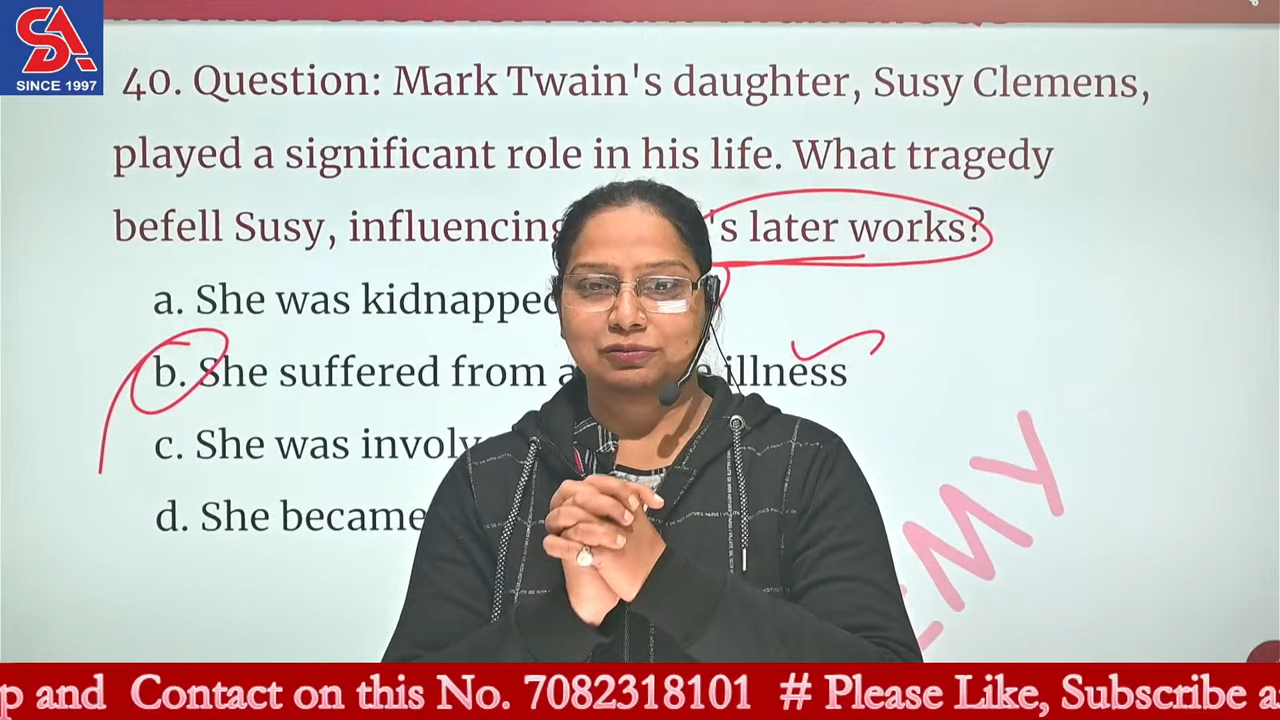 SA
SINCE 1997
40. Question: Mark Twain's daughter, Susy Clemens,
played a significant role in his life. What tragedy
befell Susy, influencing 's later works?
a. She was kidnapped
b. She suffered from a illness
c. She was involv
d. She became
EMY
p and Contact on this No. 7082318101 # Please Like, Subscribe a